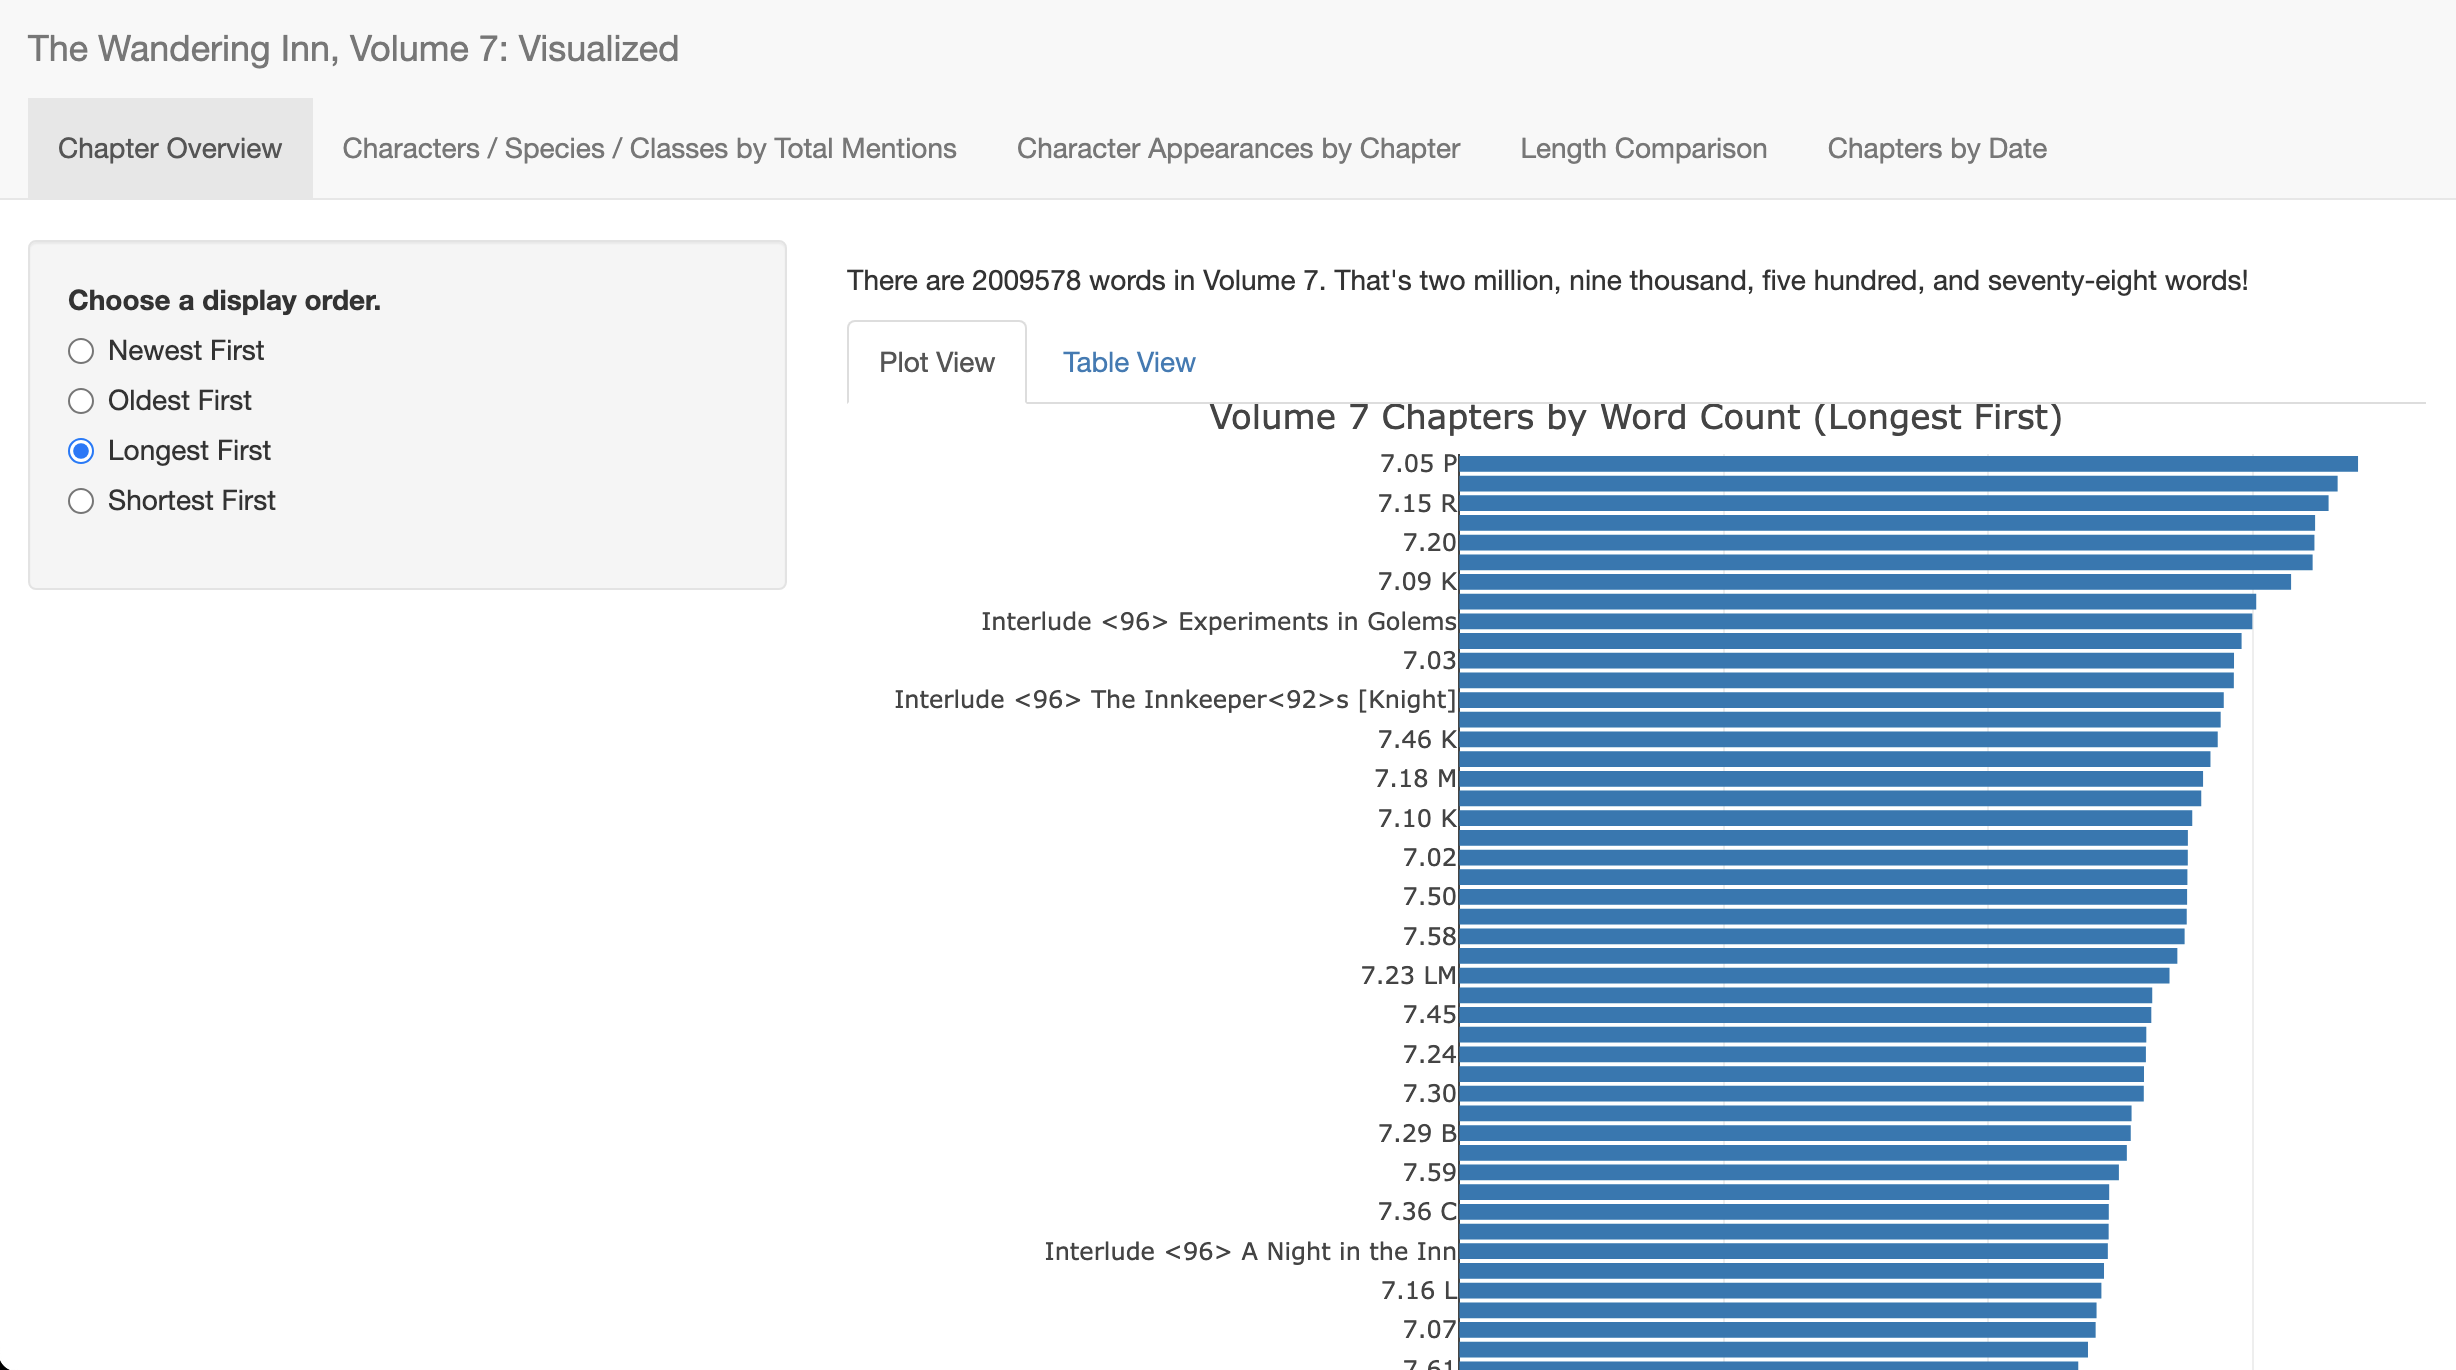 The Wandering Inn, Volume 7: Visualized
Chapter Overview
Characters / Species / Classes by Total Mentions
Character Appearances by Chapter
Length Comparison
Chapters by Date
Choose a display order.
Newest First
Oldest First
Longest First
Shortest First
There are 2009578 words in Volume 7. That's two million, nine thousand, five hundred, and seventy-eight words!
Plot View
Table View
Volume 7 Chapters by Word Count (Longest First)
7.05 P
7.15 R
7.20
7.09 K
Interlude <96> Experiments in Golems
7.03
Interlude <96> The Innkeeper<92>s [Knight]
7.46 K
7.18 M
7.10 K
7.02
7.50
7.58
7.23 LM
7.45
7.24
7.30
7.29 B
7.59
7.36 C
Interlude <96> A Night in the Inn
7.16 L
7.07
7.61